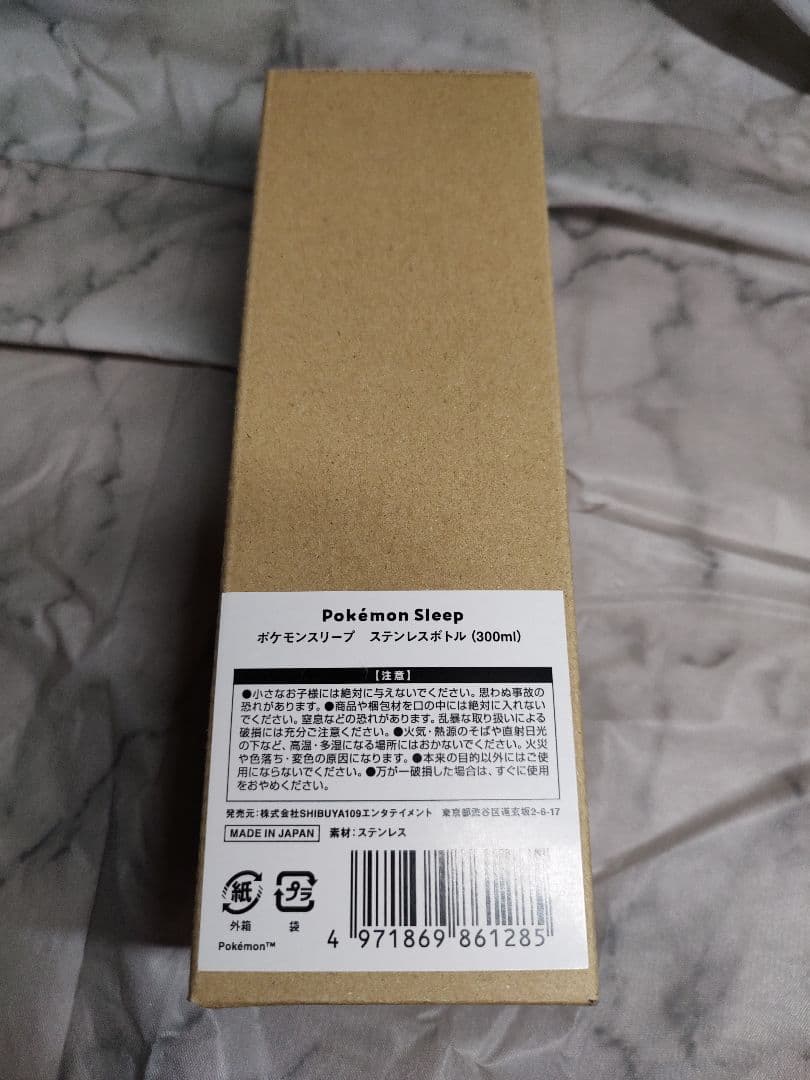 Pokémon Sleep
ポケモンスリープ　ステンレスボトル（300ml）
【注意】
●小さなお子様には絶対に与えないでください。思わぬ事故の
恐れがあります。●商品や梱包材を口の中には絶対に入れない
でください。窒息などの恐れがあります。乱暴な取り扱いによる
破損には充分ご注意ください。●火気・熱源のそばや直射日光
の下など、高温・多湿になる場所にはおかないでください。火災
や色落ち・変色の原因になります。●本来の目的以外にはご使
用にならないでください。●万が一破損した場合は、すぐに使用
をおやめください。
発売元：株式会社SHIBUYA109エンタテイメント　東京都渋谷区道玄坂2-6-17
MADE IN JAPAN　素材：ステンレス
紙　プラ
外箱　袋
Pokémon™
4 971869 861285